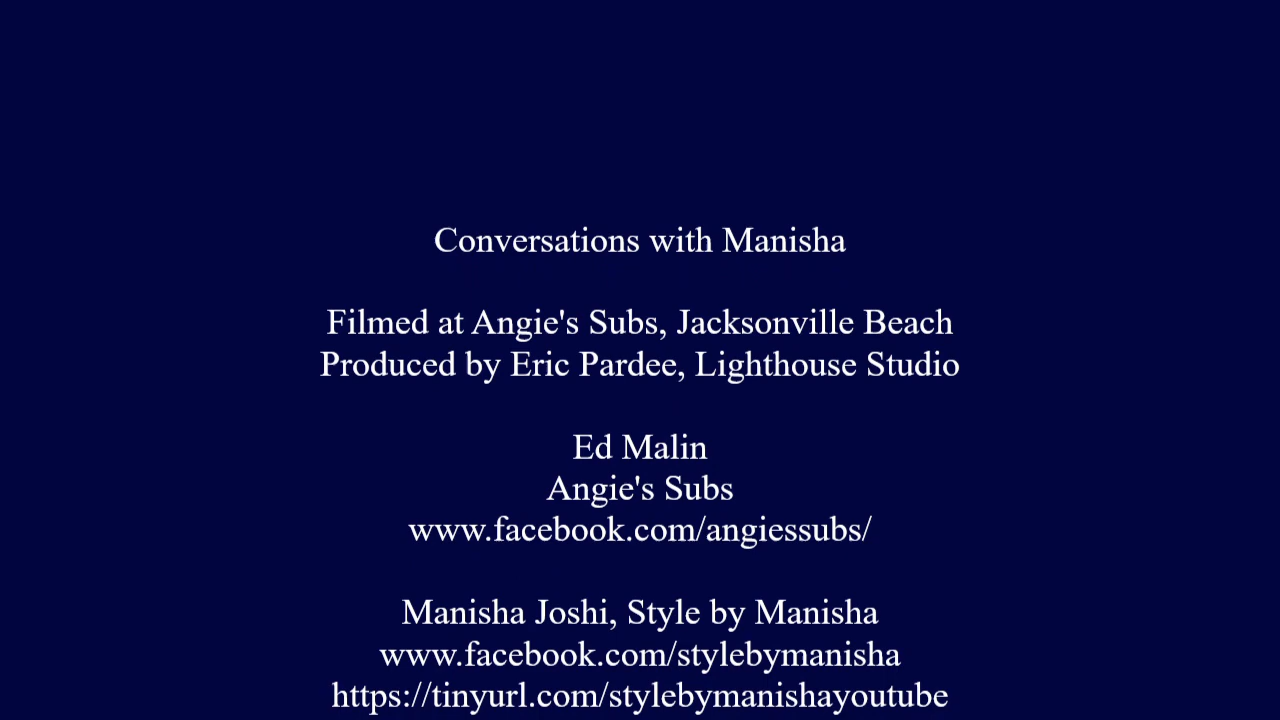 Conversations with Manisha
Filmed at Angie's Subs, Jacksonville Beach
Produced by Eric Pardee, Lighthouse Studio
Ed Malin
Angie's Subs
www.facebook.com/angiessubs/
Manisha Joshi, Style by Manisha
www.facebook.com/stylebymanisha
https://tinyurl.com/stylebymanishayoutube